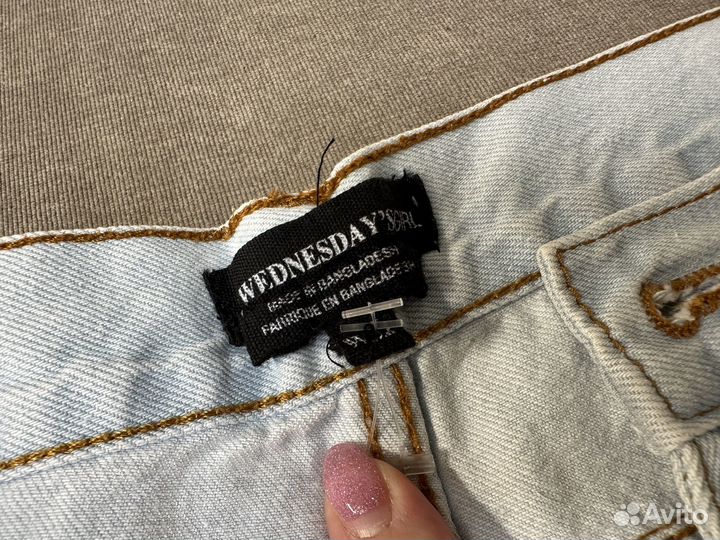 WEDNESDAY'S GIRL
MADE IN BANGLADESH
FABRIQUE EN BANGLADESH
Avito